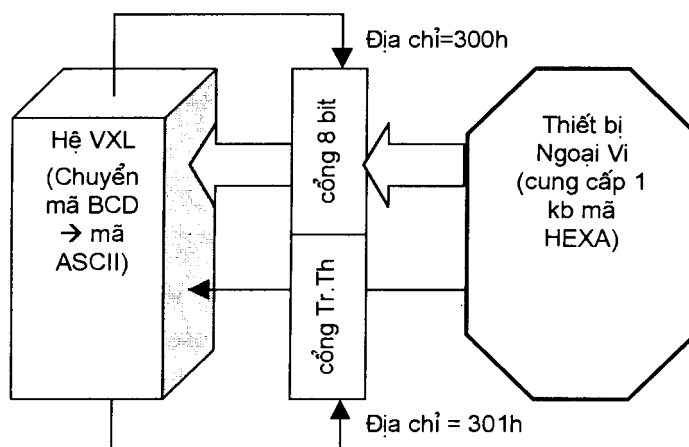 Địa chỉ=300h
Hệ VXL
(Chuyển
mã BCD
→ mã
ASCII)
cổng 8 bit
cổng Tr.Th
Thiết bị
Ngoại Vi
(cung cấp 1
kb mã
HEXA)
Địa chỉ = 301h